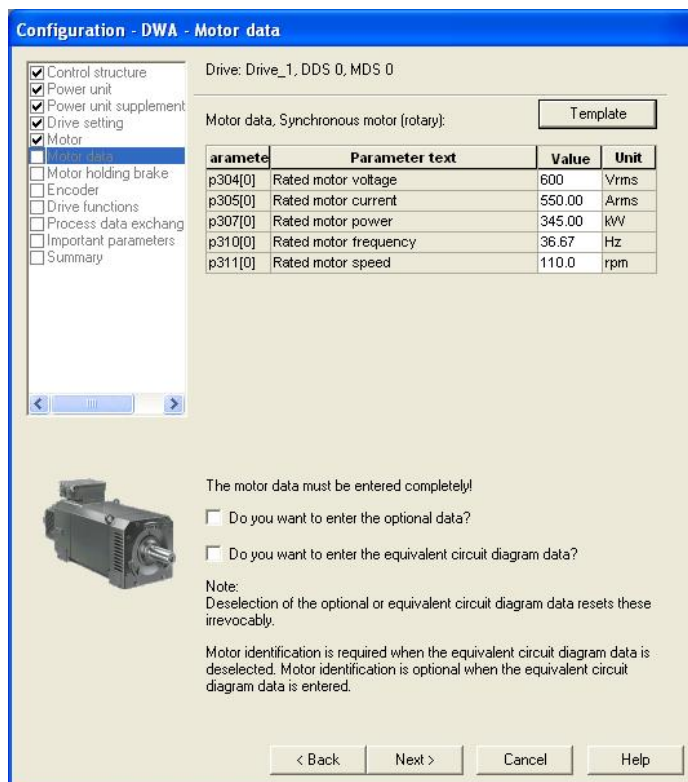 Configuration - DWA - Motor data
Control structure
Power unit
Power unit supplement
Drive setting
Motor
Motor data
Motor holding brake
Encoder
Drive functions
Process data exchang
Important parameters
Summary
Drive: Drive_1, DDS 0, MDS 0
Motor data, Synchronous motor (rotary):
Template
aramete Parameter text Value Unit
p304[0] Rated motor voltage 600 Vrms
p305[0] Rated motor current 550.00 Arms
p307[0] Rated motor power 345.00 kW
p310[0] Rated motor frequency 36.67 Hz
p311[0] Rated motor speed 110.0 rpm
The motor data must be entered completely!
Do you want to enter the optional data?
Do you want to enter the equivalent circuit diagram data?
Note:
Deselection of the optional or equivalent circuit diagram data resets these
irrevocably.
Motor identification is required when the equivalent circuit diagram data is
deselected. Motor identification is optional when the equivalent circuit
diagram data is entered.
< Back Next > Cancel Help